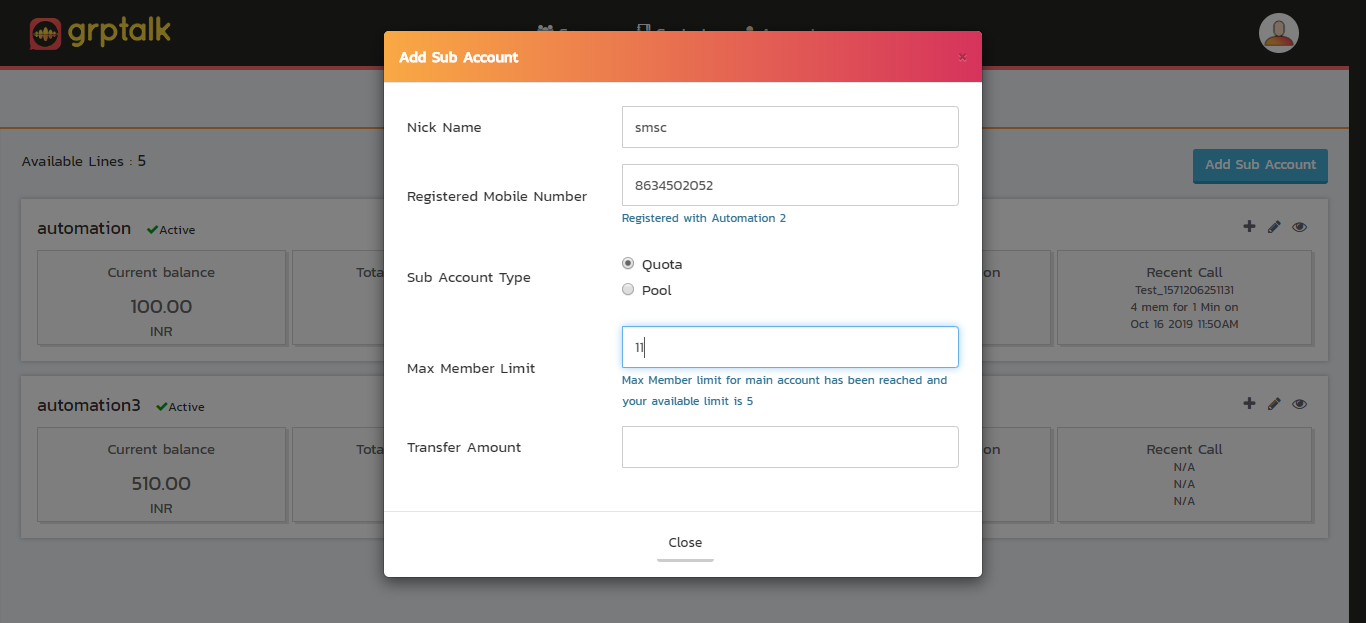 grptalk
Add Sub Account
×
Nick Name
smsc
Available Lines : 5
Add Sub Account
Registered Mobile Number
8634502052
Registered with Automation 2
automation
Active
Sub Account Type
Quota
Pool
Current balance
100.00
INR
Tota
on
Recent Call
Test_1571206251131
4 mem for 1 Min on
Oct 16 2019 11:50AM
Max Member Limit
11
Max Member limit for main account has been reached and
your available limit is 5
automation3
Active
Transfer Amount
Current balance
510.00
INR
Tota
on
Recent Call
N/A
N/A
N/A
Close